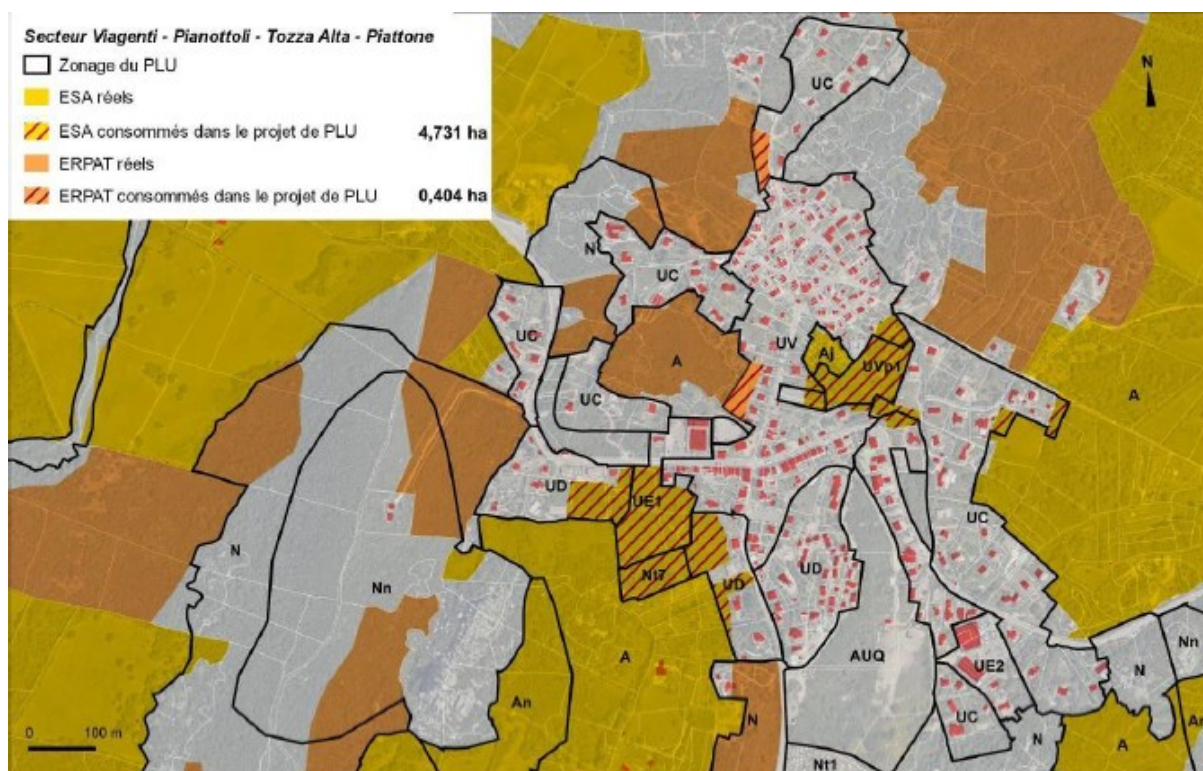 Secteur Viagenti - Pianottoli - Tozza Alta - Piattone
Zonage du PLU
ESA réels
ESA consommés dans le projet de PLU 4,731 ha
ERPAT réels
ERPAT consommés dans le projet de PLU 0,404 ha
N
UC
N
UC
UC
UV
Aj
UVp1
A
A
UC
UD
UE1
UC
N
Nn
Nt7
UD
UD
A
AUQ
UE2
N
Nn
An
N
UC
N
A
Nt1
0 100 m